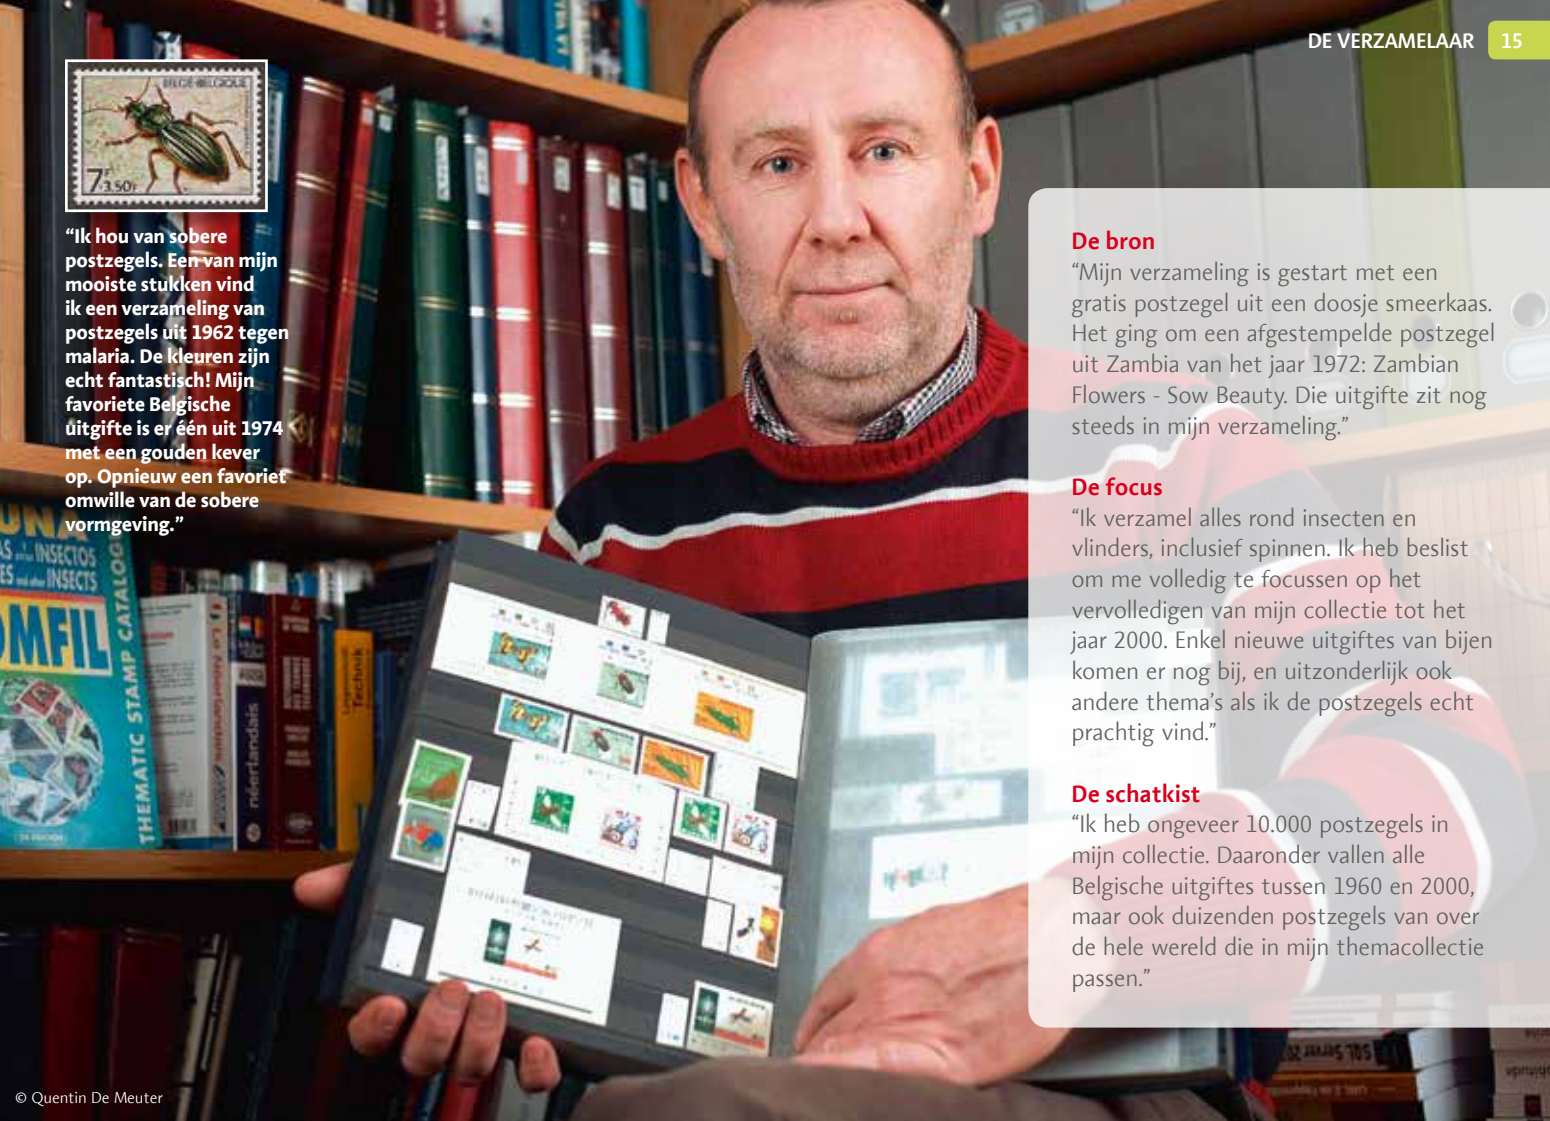 DE VERZAMELAAR 15
BELGIE-BELGIQUE
7F
+3.50F
“Ik hou van sobere
postzegels. Een van mijn
mooiste stukken vind
ik een verzameling van
postzegels uit 1962 tegen
malaria. De kleuren zijn
echt fantastisch! Mijn
favoriete Belgische
uitgifte is er één uit 1974
met een gouden kever
op. Opnieuw een favoriet
omwille van de sobere
vormgeving.”
De bron
“Mijn verzameling is gestart met een
gratis postzegel uit een doosje smeerkaas.
Het ging om een afgestempelde postzegel
uit Zambia van het jaar 1972: Zambian
Flowers - Sow Beauty. Die uitgifte zit nog
steeds in mijn verzameling.”
De focus
“Ik verzamel alles rond insecten en
vlinders, inclusief spinnen. Ik heb beslist
om me volledig te focussen op het
vervolledigen van mijn collectie tot het
jaar 2000. Enkel nieuwe uitgiftes van bijen
komen er nog bij, en uitzonderlijk ook
andere thema’s als ik de postzegels echt
prachtig vind.”
De schatkist
“Ik heb ongeveer 10.000 postzegels in
mijn collectie. Daaronder vallen alle
Belgische uitgiftes tussen 1960 en 2000,
maar ook duizenden postzegels van over
de hele wereld die in mijn themacollectie
passen.”
INSECTOS
INSECTS
OMFIL
THEMATIC STAMP CATALOG
néerlandais
Technik
SQL Server
© Quentin De Meuter